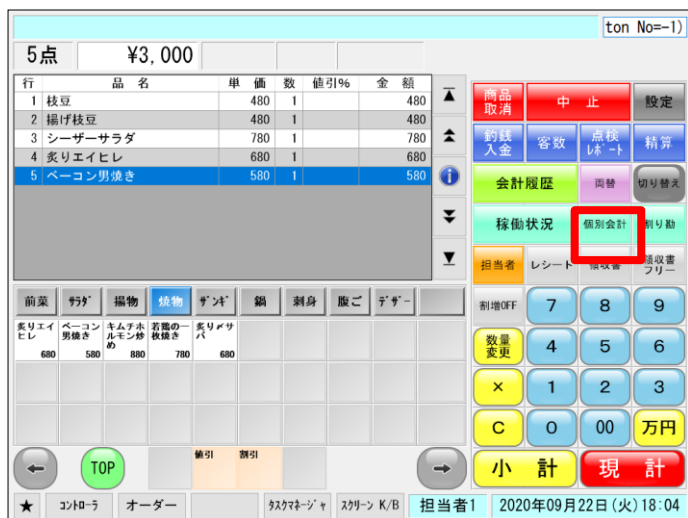 ton No=-1)
5点 ¥3,000
行 品 名 単 価 数 値引% 金 額
1 枝豆 480 1 480
2 揚げ枝豆 480 1 480
3 シーザーサラダ 780 1 780
4 炙りエイヒレ 680 1 680
5 ベーコン男焼き 580 1 580
商品取消 中 止 設定
釣銭入金 客数 点検ﾚﾎﾟｰﾄ 精算
会計履歴 両替 切り替え
稼働状況 個別会計 割り勘
担当者 レシート 領収書 領収書フリー
前菜 ｻﾗﾀﾞ 揚物 焼物 ｻﾞﾝｷﾞ 鍋 刺身 腹ご ﾃﾞｻﾞｰ
炙りエイヒレ 680 ベーコン男焼き 580 キムチホルモン炒め 880 若鶏の一枚焼き 780 炙り〆サバ 680
割増OFF 7 8 9
数量変更 4 5 6
× 1 2 3
C 0 00 万円
TOP 値引 割引
小 計 現 計
★ ｺﾝﾄﾛｰﾗ オーダー ﾀｽｸﾏﾈｰｼﾞｬ ｽｸﾘｰﾝ K/B 担当者1 2020年09月22日(火)18:04